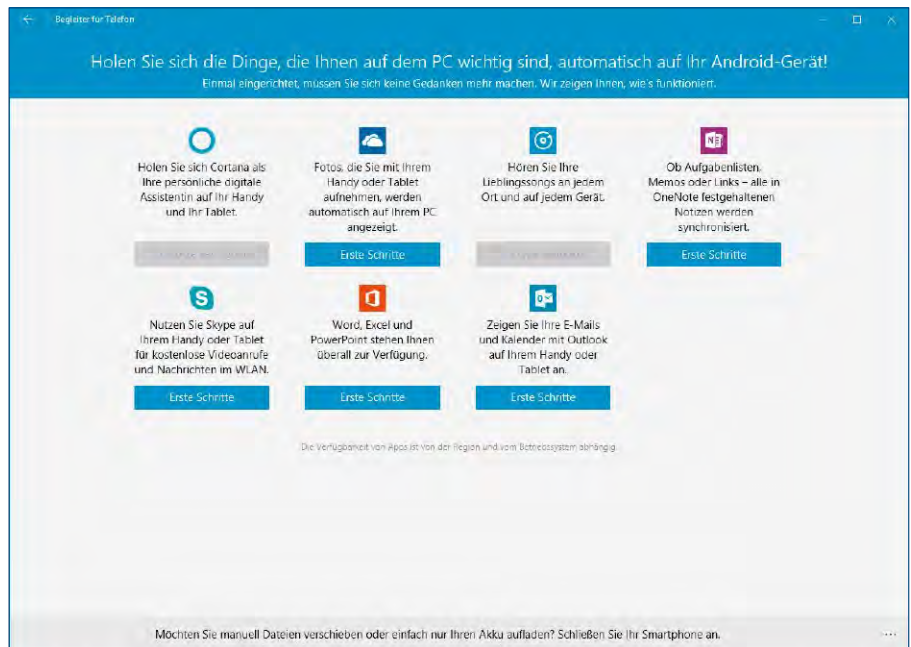 Begleiter für Telefon
Holen Sie sich die Dinge, die Ihnen auf dem PC wichtig sind, automatisch auf Ihr Android-Gerät!
Einmal eingerichtet, müssen Sie sich keine Gedanken mehr machen. Wir zeigen Ihnen, wie's funktioniert.
Holen Sie sich Cortana als
Ihre persönliche digitale
Assistentin auf Ihr Handy
und Ihr Tablet.
Fotos, die Sie mit Ihrem
Handy oder Tablet
aufnehmen, werden
automatisch auf Ihrem PC
angezeigt.
Erste Schritte
Hören Sie Ihre
Lieblingssongs an jedem
Ort und auf jedem Gerät.
N
Ob Aufgabenlisten,
Memos oder Links – alle in
OneNote festgehaltenen
Notizen werden
synchronisiert.
Erste Schritte
S
Nutzen Sie Skype auf
Ihrem Handy oder Tablet
für kostenlose Videoanrufe
und Nachrichten im WLAN.
Erste Schritte
Word, Excel und
PowerPoint stehen Ihnen
überall zur Verfügung.
Erste Schritte
Zeigen Sie Ihre E-Mails
und Kalender mit Outlook
auf Ihrem Handy oder
Tablet an.
Erste Schritte
Die Verfügbarkeit von Apps ist von der Region und vom Betriebssystem abhängig.
Möchten Sie manuell Dateien verschieben oder einfach nur Ihren Akku aufladen? Schließen Sie Ihr Smartphone an.